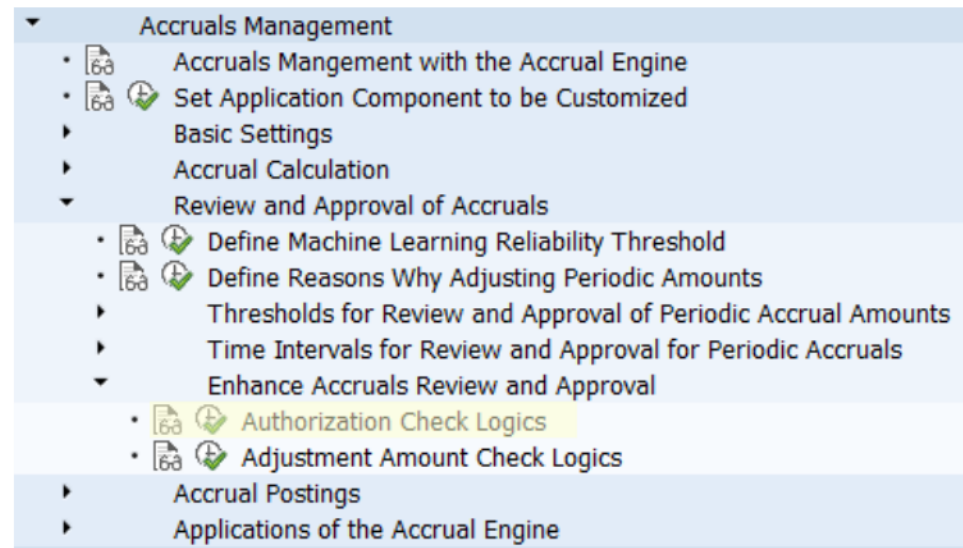 Accruals Management
Accruals Mangement with the Accrual Engine
Set Application Component to be Customized
Basic Settings
Accrual Calculation
Review and Approval of Accruals
Define Machine Learning Reliability Threshold
Define Reasons Why Adjusting Periodic Amounts
Thresholds for Review and Approval of Periodic Accrual Amounts
Time Intervals for Review and Approval for Periodic Accruals
Enhance Accruals Review and Approval
Authorization Check Logics
Adjustment Amount Check Logics
Accrual Postings
Applications of the Accrual Engine